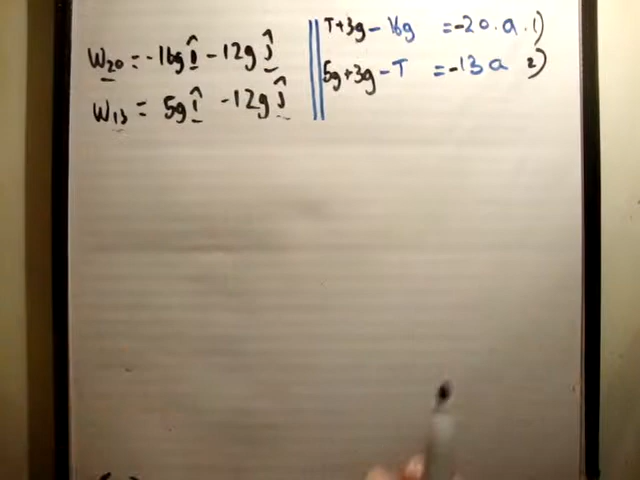 W20 = -16g î - 12g ĵ
W13 = 5g î - 12g ĵ
T+3g - 16g = -20.a . 1)
5g+3g - T = -13 a 2)